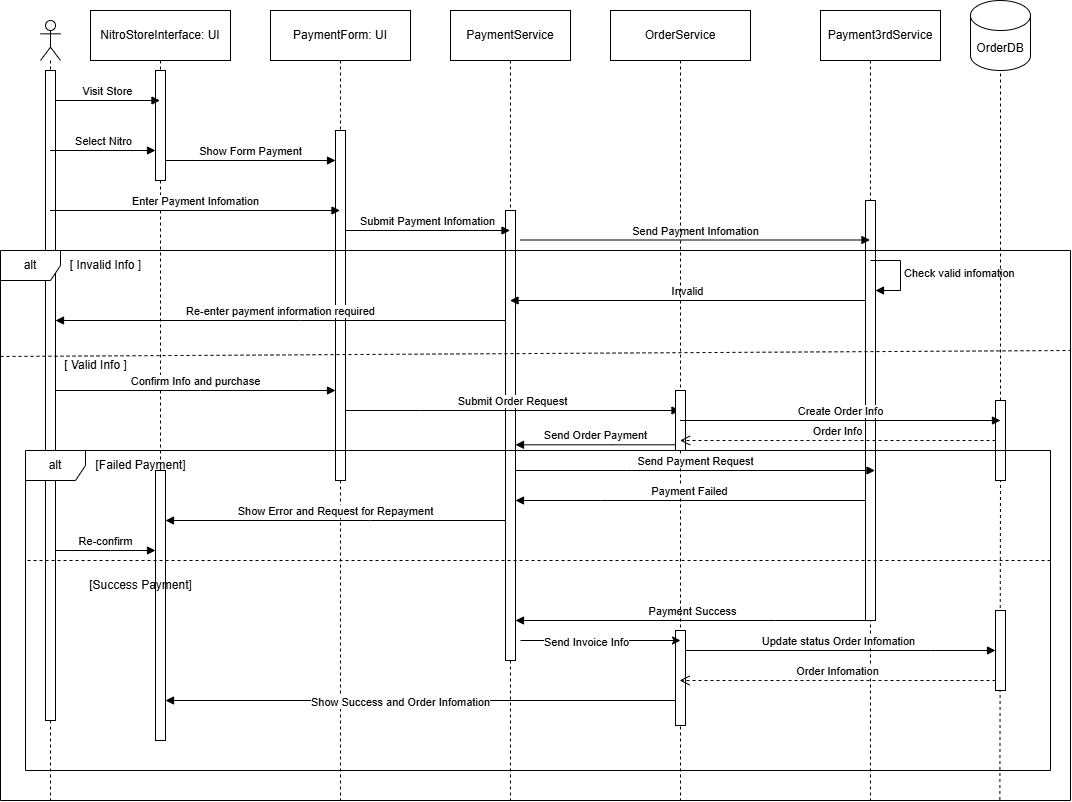 NitroStoreInterface: UI
PaymentForm: UI
PaymentService
OrderService
Payment3rdService
OrderDB
Visit Store
Select Nitro
Show Form Payment
Enter Payment Infomation
Submit Payment Infomation
Send Payment Infomation
alt
[ Invalid Info ]
Check valid infomation
Invalid
Re-enter payment information required
[ Valid Info ]
Confirm Info and purchase
Submit Order Request
Create Order Info
Order Info
Send Order Payment
alt
[Failed Payment]
Send Payment Request
Payment Failed
Show Error and Request for Repayment
Re-confirm
[Success Payment]
Payment Success
Send Invoice Info
Update status Order Infomation
Order Infomation
Show Success and Order Infomation